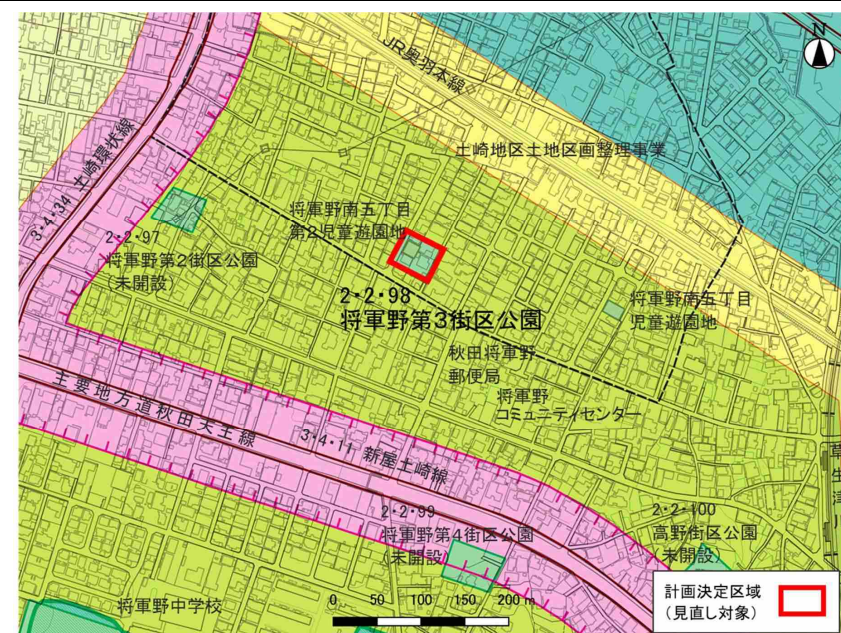 N
JR奥羽本線
土崎地区土地区画整理事業
3・4・34 土崎環状線
将軍野南五丁目
第2児童遊園地
2・2・97
将軍野第2街区公園
(未開設)
2・2・98
将軍野第3街区公園
将軍野南五丁目
児童遊園地
秋田将軍野
郵便局
将軍野
コミュニティセンター
主要地方道秋田天王線
3・4・11 新屋土崎線
草生津川
2・2・99
将軍野第4街区公園
(未開設)
2・2・100
高野街区公園
(未開設)
将軍野中学校
0 50 100 150 200 m
計画決定区域
(見直し対象)